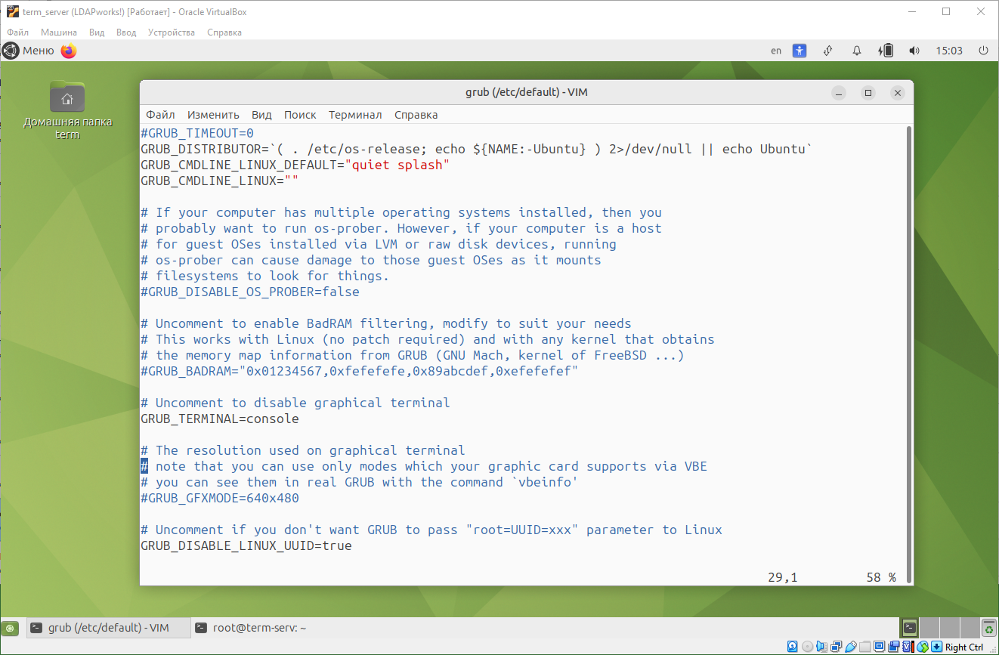 term_server (LDAPworks!) [Работает] - Oracle VirtualBox
Файл Машина Вид Ввод Устройства Справка
Меню en 15:03
Домашняя папка
term
grub (/etc/default) - VIM
Файл Изменить Вид Поиск Терминал Справка
#GRUB_TIMEOUT=0
GRUB_DISTRIBUTOR=`( . /etc/os-release; echo ${NAME:-Ubuntu} ) 2>/dev/null || echo Ubuntu`
GRUB_CMDLINE_LINUX_DEFAULT="quiet splash"
GRUB_CMDLINE_LINUX=""
# If your computer has multiple operating systems installed, then you
# probably want to run os-prober. However, if your computer is a host
# for guest OSes installed via LVM or raw disk devices, running
# os-prober can cause damage to those guest OSes as it mounts
# filesystems to look for things.
#GRUB_DISABLE_OS_PROBER=false
# Uncomment to enable BadRAM filtering, modify to suit your needs
# This works with Linux (no patch required) and with any kernel that obtains
# the memory map information from GRUB (GNU Mach, kernel of FreeBSD ...)
#GRUB_BADRAM="0x01234567,0xfefefefe,0x89abcdef,0xefefefef"
# Uncomment to disable graphical terminal
GRUB_TERMINAL=console
# The resolution used on graphical terminal
# note that you can use only modes which your graphic card supports via VBE
# you can see them in real GRUB with the command `vbeinfo'
#GRUB_GFXMODE=640x480
# Uncomment if you don't want GRUB to pass "root=UUID=xxx" parameter to Linux
GRUB_DISABLE_LINUX_UUID=true
29,1 58 %
grub (/etc/default) - VIM root@term-serv: ~
Right Ctrl